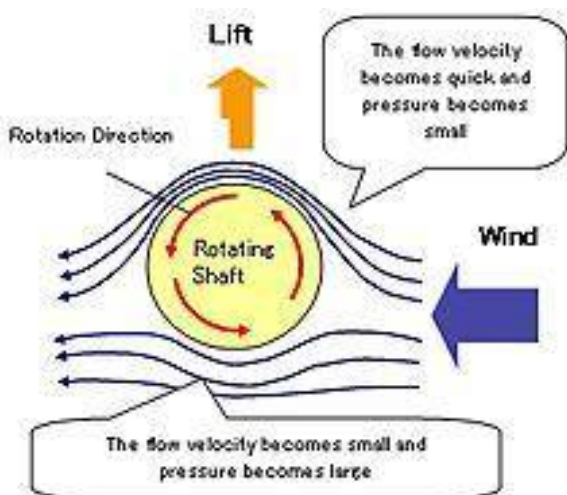 Lift
The flow velocity
becomes quick and
pressure becomes
small
Rotation Direction
Rotating
Shaft
Wind
The flow velocity becomes small and
pressure becomes large